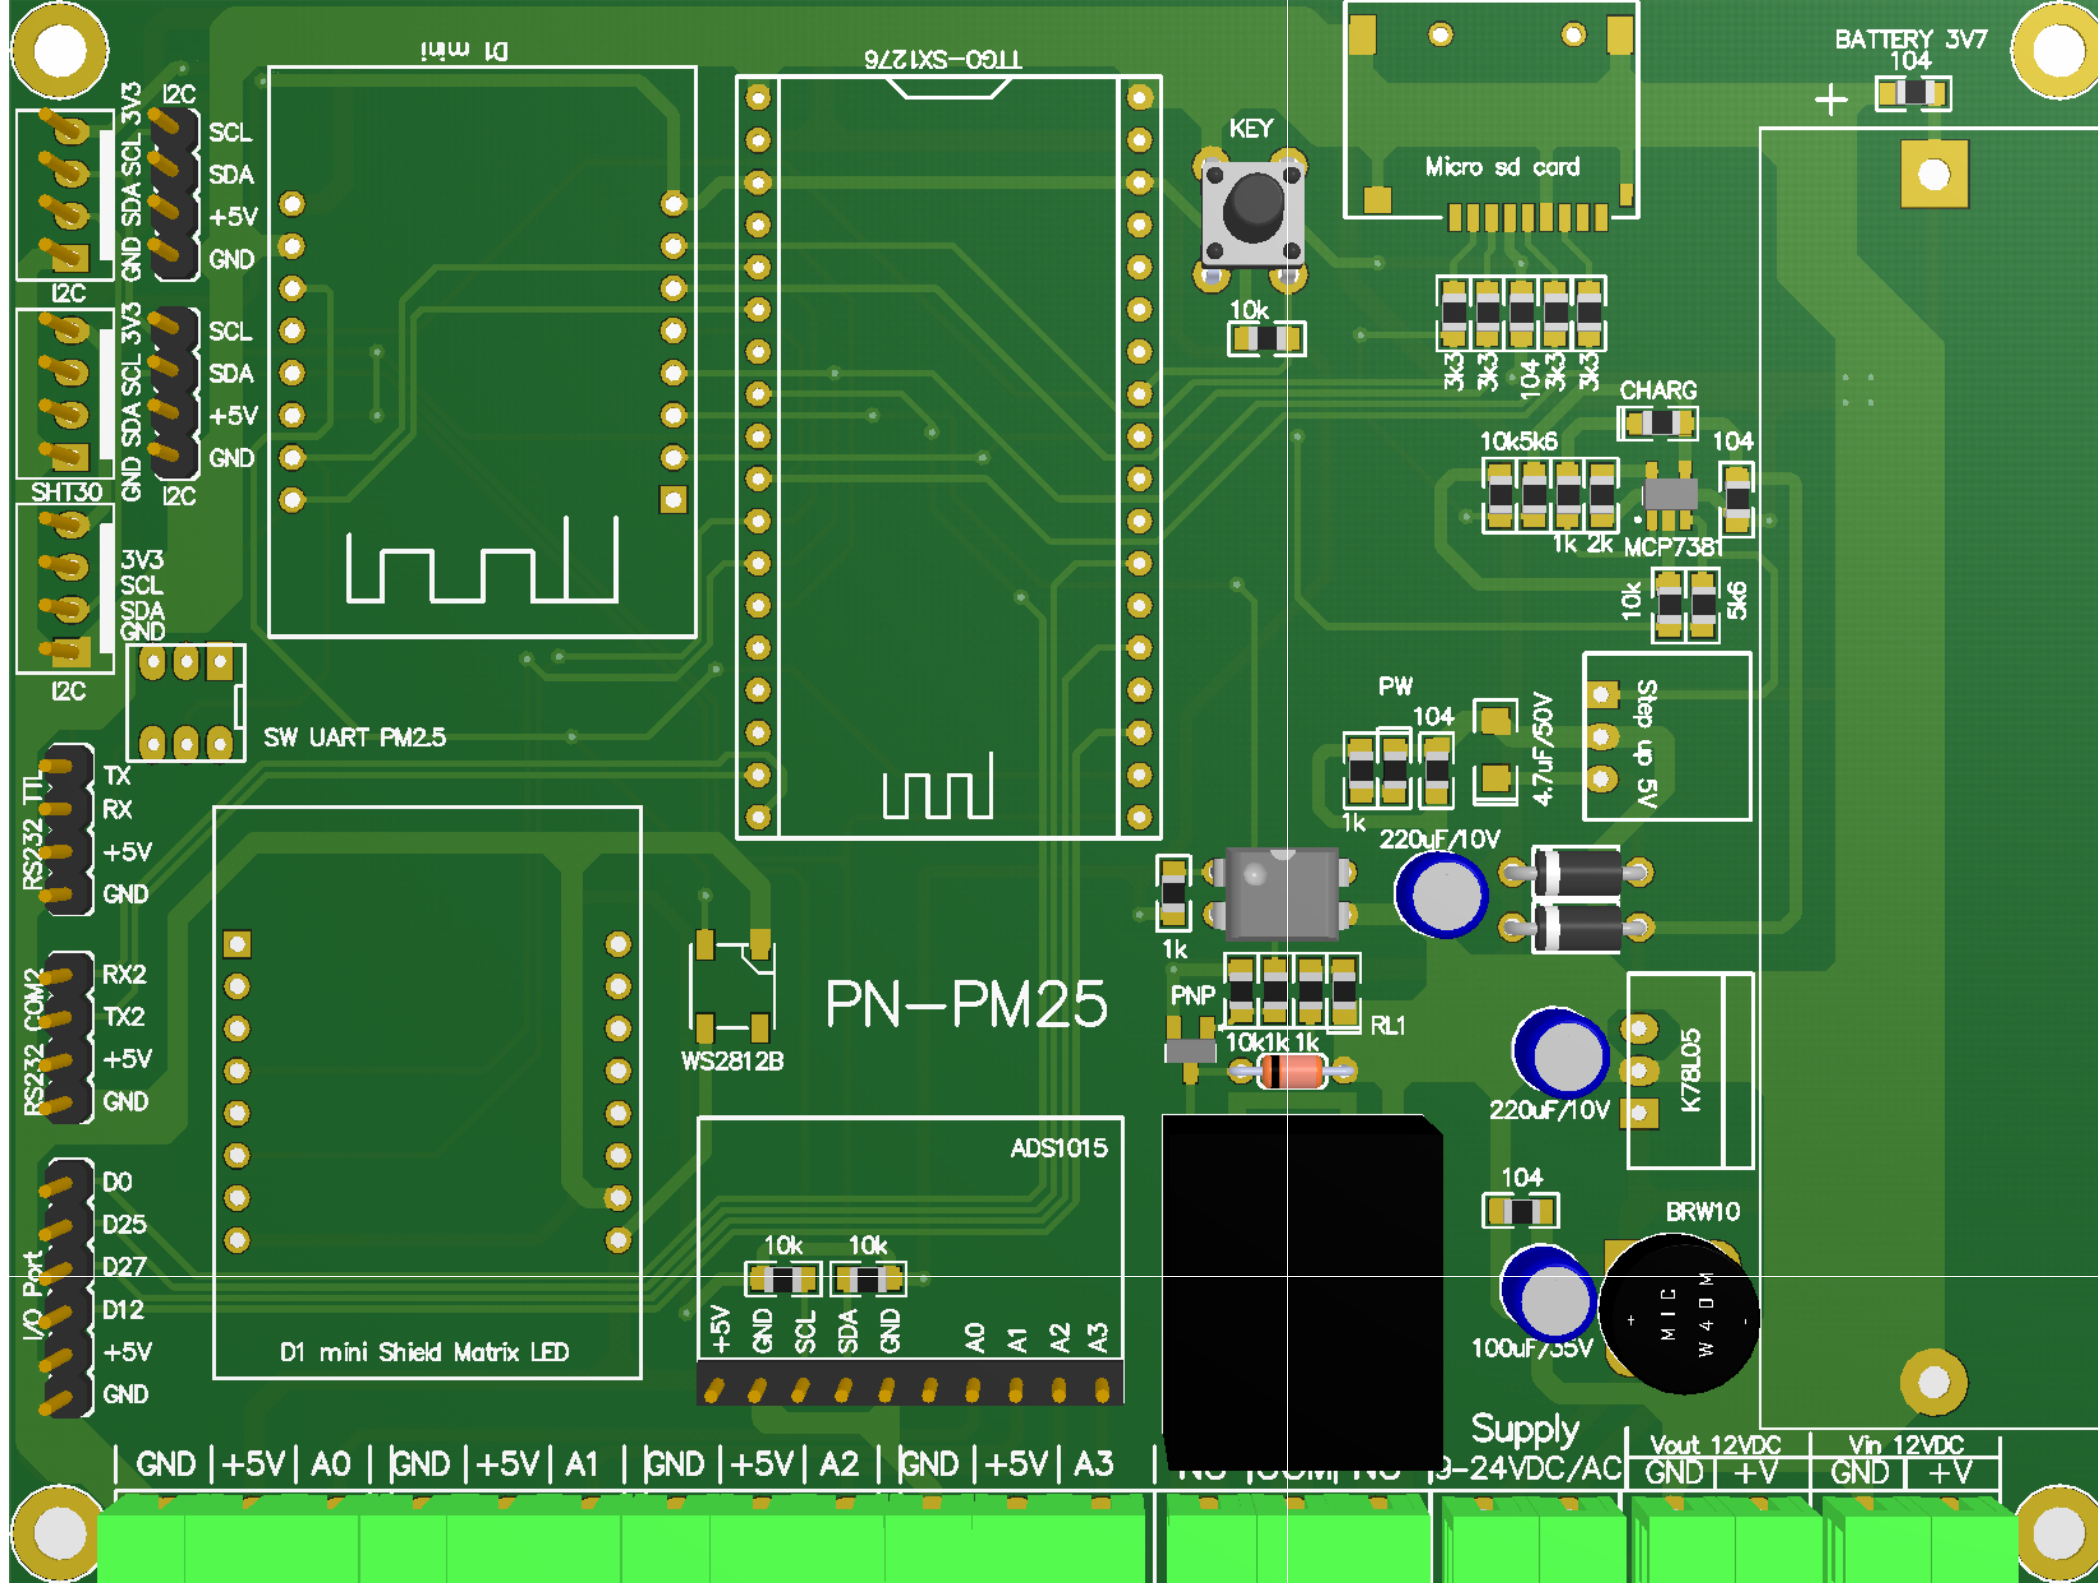 D1 mini
TTGO-SX1276
BATTERY 3V7
104
+
I2C
3V3
SCL
SDA
GND
SCL
SDA
+5V
GND
I2C
KEY
10k
Micro sd card
3k3
3k3
104
3k3
3k3
3V3
SCL
SDA
GND
SCL
SDA
+5V
GND
SHT30
I2C
CHARG
10k5k6
104
1k 2k
MCP7381
10k
5k6
3V3
SCL
SDA
GND
I2C
SW UART PM2.5
PW
104
1k
4.7uF/50V
Step up 5V
RS232 TTL
TX
RX
+5V
GND
220uF/10V
1k
RS232 COM2
RX2
TX2
+5V
GND
PN-PM25
WS2812B
PNP
RL1
10k1k 1k
220uF/10V
K78L05
ADS1015
I/O Port
D0
D25
D27
D12
+5V
GND
D1 mini Shield Matrix LED
10k 10k
+5V
GND
SCL
SDA
GND
A0
A1
A2
A3
104
BRW10
+
MIC
W40M
-
100uF/35V
Supply
9-24VDC/AC
Vout 12VDC
GND +V
Vin 12VDC
GND +V
GND +5V A0 GND +5V A1 GND +5V A2 GND +5V A3
COM